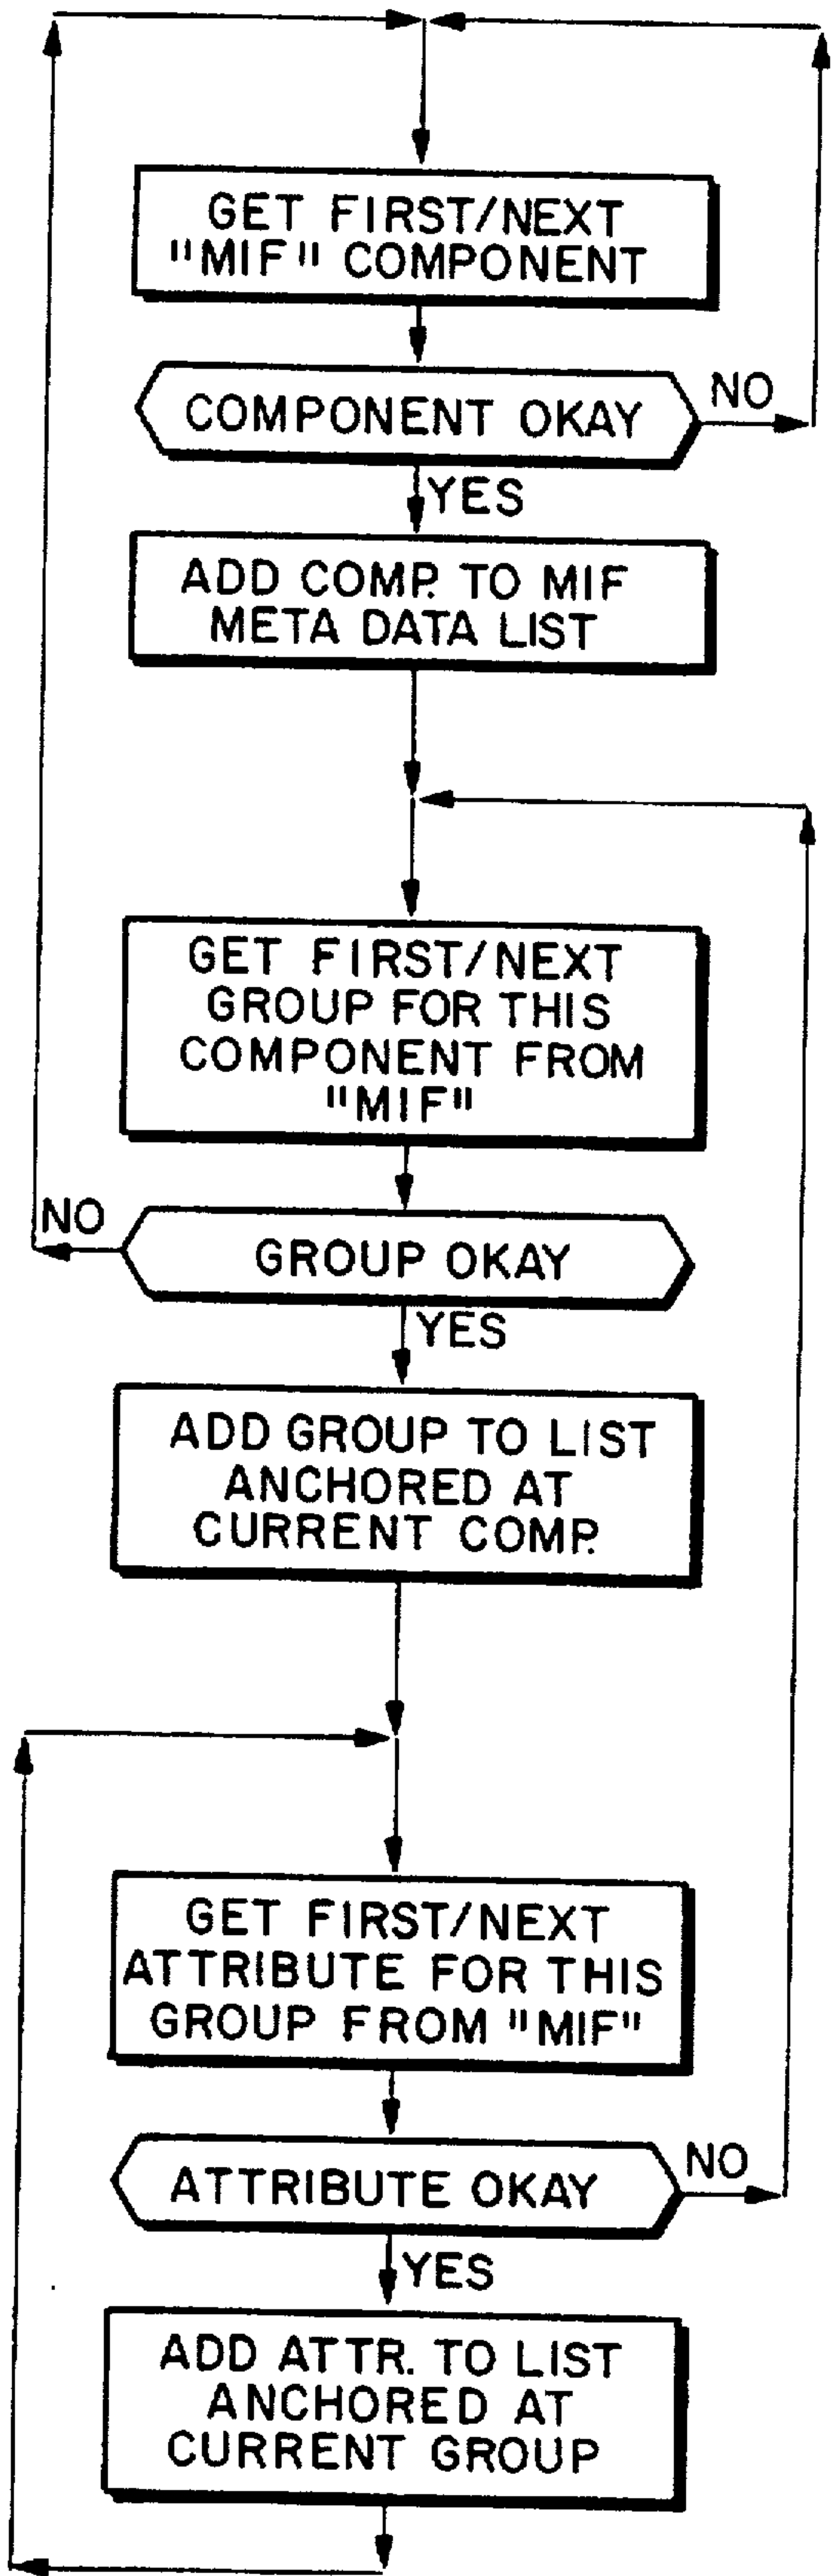 GET FIRST/NEXT
"MIF" COMPONENT
COMPONENT OKAY
NO
YES
ADD COMP. TO MIF
META DATA LIST
GET FIRST/NEXT
GROUP FOR THIS
COMPONENT FROM
"MIF"
NO
GROUP OKAY
YES
ADD GROUP TO LIST
ANCHORED AT
CURRENT COMP.
GET FIRST/NEXT
ATTRIBUTE FOR THIS
GROUP FROM "MIF"
ATTRIBUTE OKAY
NO
YES
ADD ATTR. TO LIST
ANCHORED AT
CURRENT GROUP